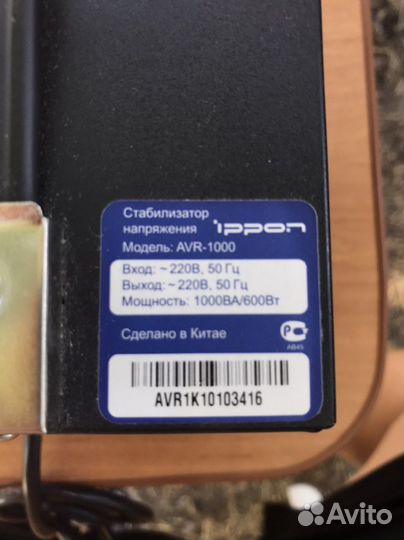 Стабилизатор
напряжения ippon
Модель: AVR-1000
Вход: ~ 220В, 50 Гц
Выход: ~ 220В, 50 Гц
Мощность: 1000ВА/600Вт
Сделано в Китае
АВ45
AVR1K10103416
Avito